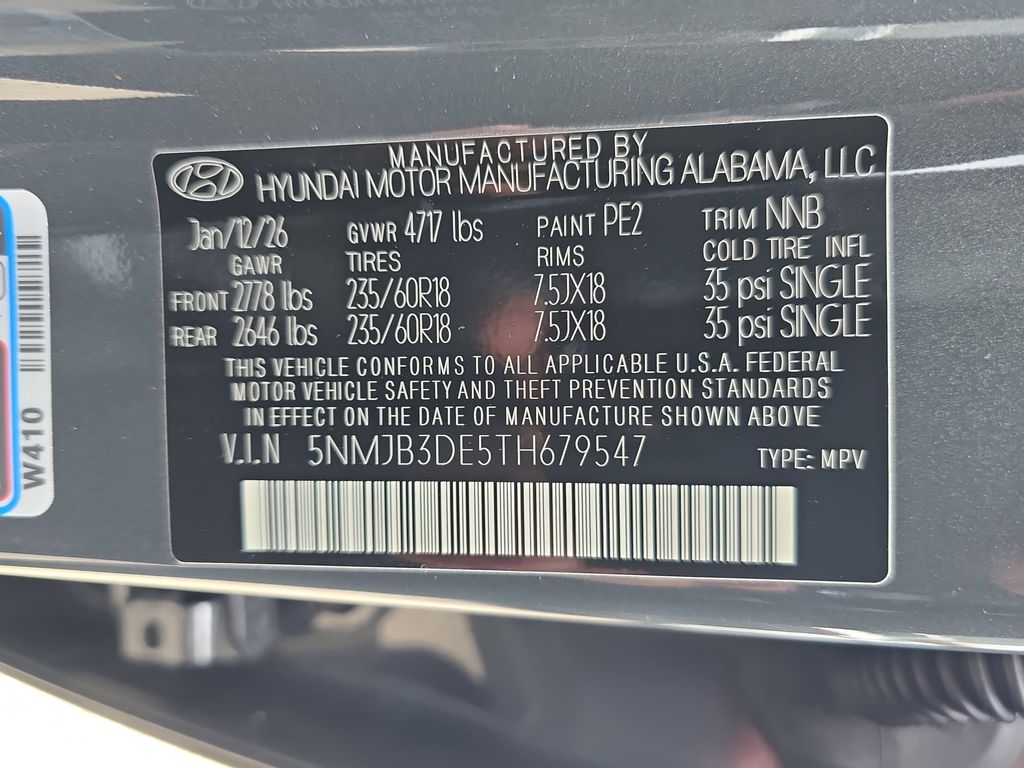 MANUFACTURED BY
HYUNDAI MOTOR MANUFACTURING ALABAMA, LLC
Jan/12/26 GVWR 4717 lbs PAINT PE2 TRIM NNB
GAWR TIRES RIMS COLD TIRE INFL
FRONT 2778 lbs 235/60R18 7.5JX18 35 psi SINGLE
REAR 2646 lbs 235/60R18 7.5JX18 35 psi SINGLE
THIS VEHICLE CONFORMS TO ALL APPLICABLE U.S.A. FEDERAL
MOTOR VEHICLE SAFETY AND THEFT PREVENTION STANDARDS
IN EFFECT ON THE DATE OF MANUFACTURE SHOWN ABOVE
V.I.N 5NMJB3DE5TH679547 TYPE: MPV
W410